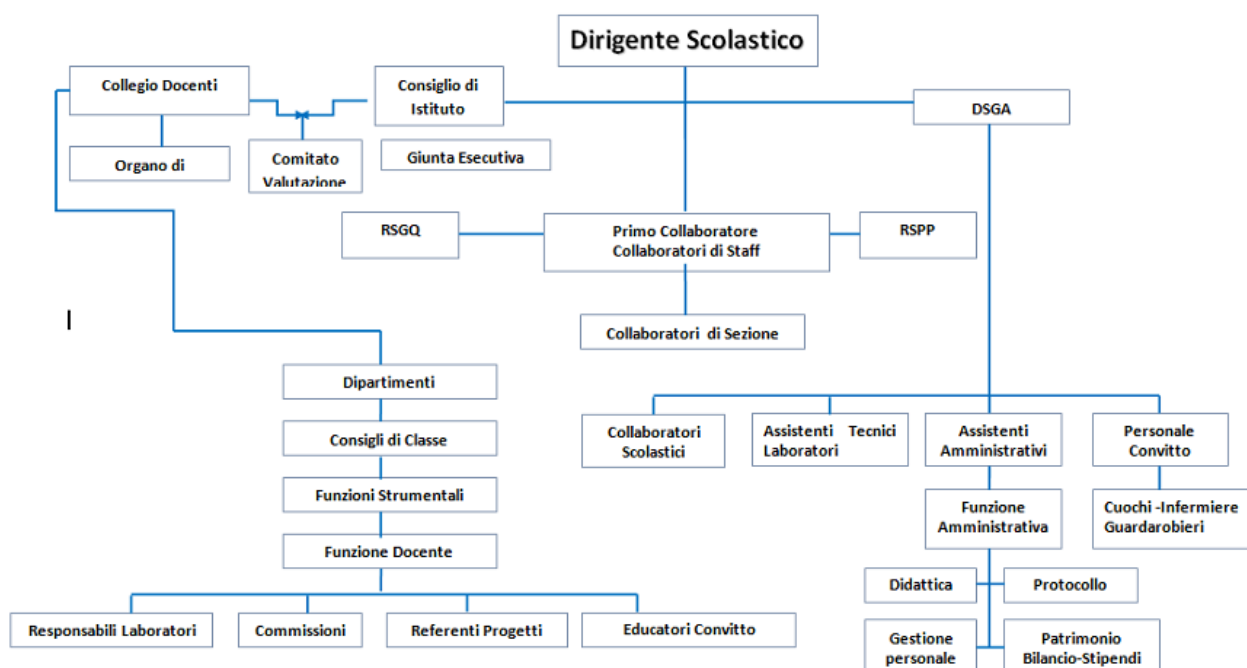 Dirigente Scolastico
Collegio Docenti
Consiglio di
Istituto
DSGA
Organo di
Comitato
Valutazione
Giunta Esecutiva
RSGQ
Primo Collaboratore
Collaboratori di Staff
RSPP
Collaboratori di Sezione
Dipartimenti
Consigli di Classe
Funzioni Strumentali
Funzione Docente
Responsabili Laboratori
Commissioni
Referenti Progetti
Educatori Convitto
Collaboratori
Scolastici
Assistenti Tecnici
Laboratori
Assistenti
Amministrativi
Personale
Convitto
Funzione
Amministrativa
Cuochi -Infermiere
Guardarobieri
Didattica
Protocollo
Gestione
personale
Patrimonio
Bilancio-Stipendi